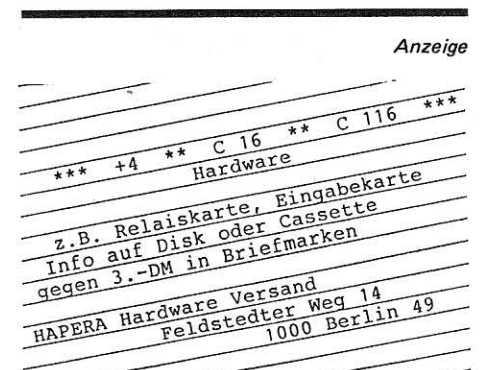 Anzeige
*** +4 ** C 16 ** C 116 ***
Hardware
z.B. Relaiskarte, Eingabekarte
Info auf Disk oder Cassette
gegen 3.-DM in Briefmarken
HAPERA Hardware Versand
Feldstedter Weg 14
1000 Berlin 49